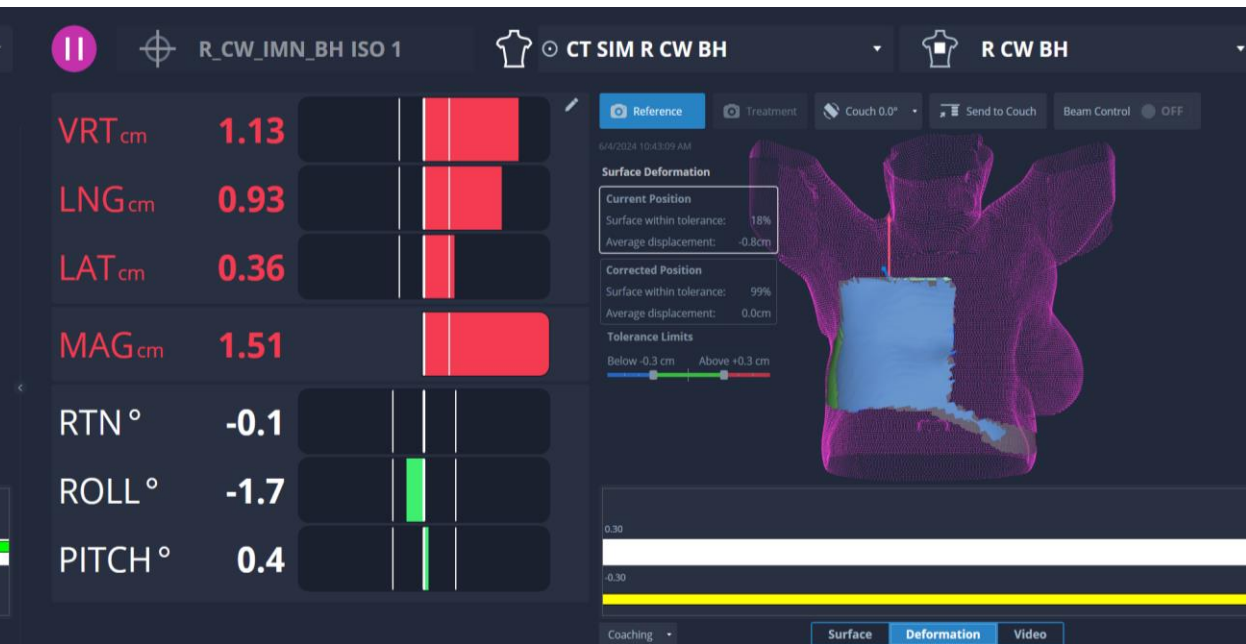 R_CW_IMN_BH ISO 1
CT SIM R CW BH
R CW BH
VRT cm 1.13
LNG cm 0.93
LAT cm 0.36
MAG cm 1.51
RTN ° -0.1
ROLL ° -1.7
PITCH ° 0.4
Reference
Treatment
Couch 0.0°
Send to Couch
Beam Control OFF
6/4/2024 10:43:09 AM
Surface Deformation
Current Position
Surface within tolerance: 18%
Average displacement: -0.8cm
Corrected Position
Surface within tolerance: 99%
Average displacement: 0.0cm
Tolerance Limits
Below -0.3 cm Above +0.3 cm
0.30
-0.30
Coaching
Surface Deformation Video